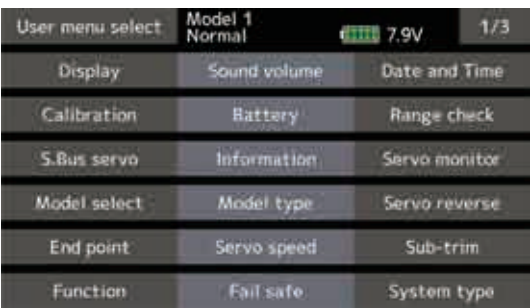 User menu select
Model 1
Normal
7.9V
1/3
Display
Sound volume
Date and Time
Calibration
Battery
Range check
S.Bus servo
Information
Servo monitor
Model select
Model type
Servo reverse
End point
Servo speed
Sub-trim
Function
Fail safe
System type